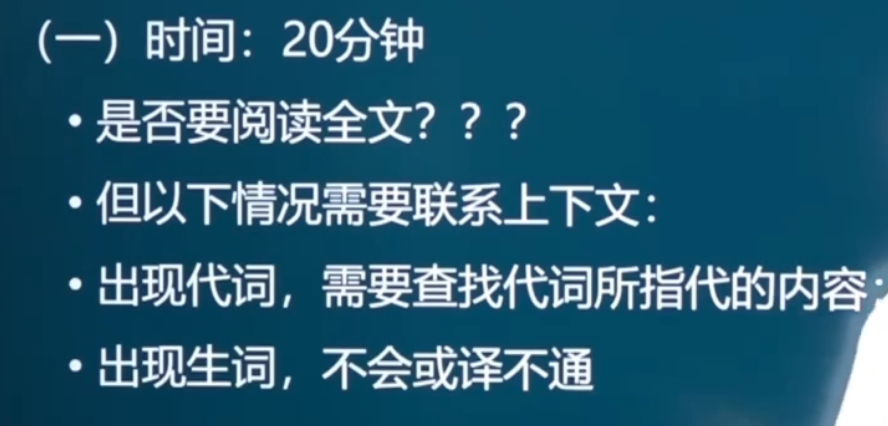 （一）时间：20分钟
• 是否要阅读全文？？？
• 但以下情况需要联系上下文：
• 出现代词，需要查找代词所指代的内容；
• 出现生词，不会或译不通